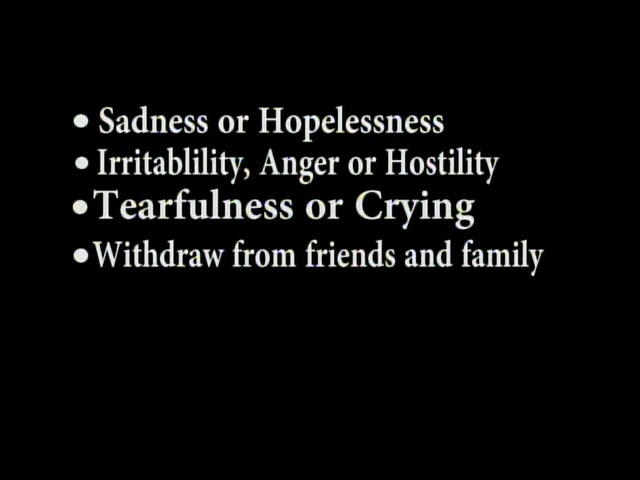 • Sadness or Hopelessness
• Irritablility, Anger or Hostility
• Tearfulness or Crying
• Withdraw from friends and family